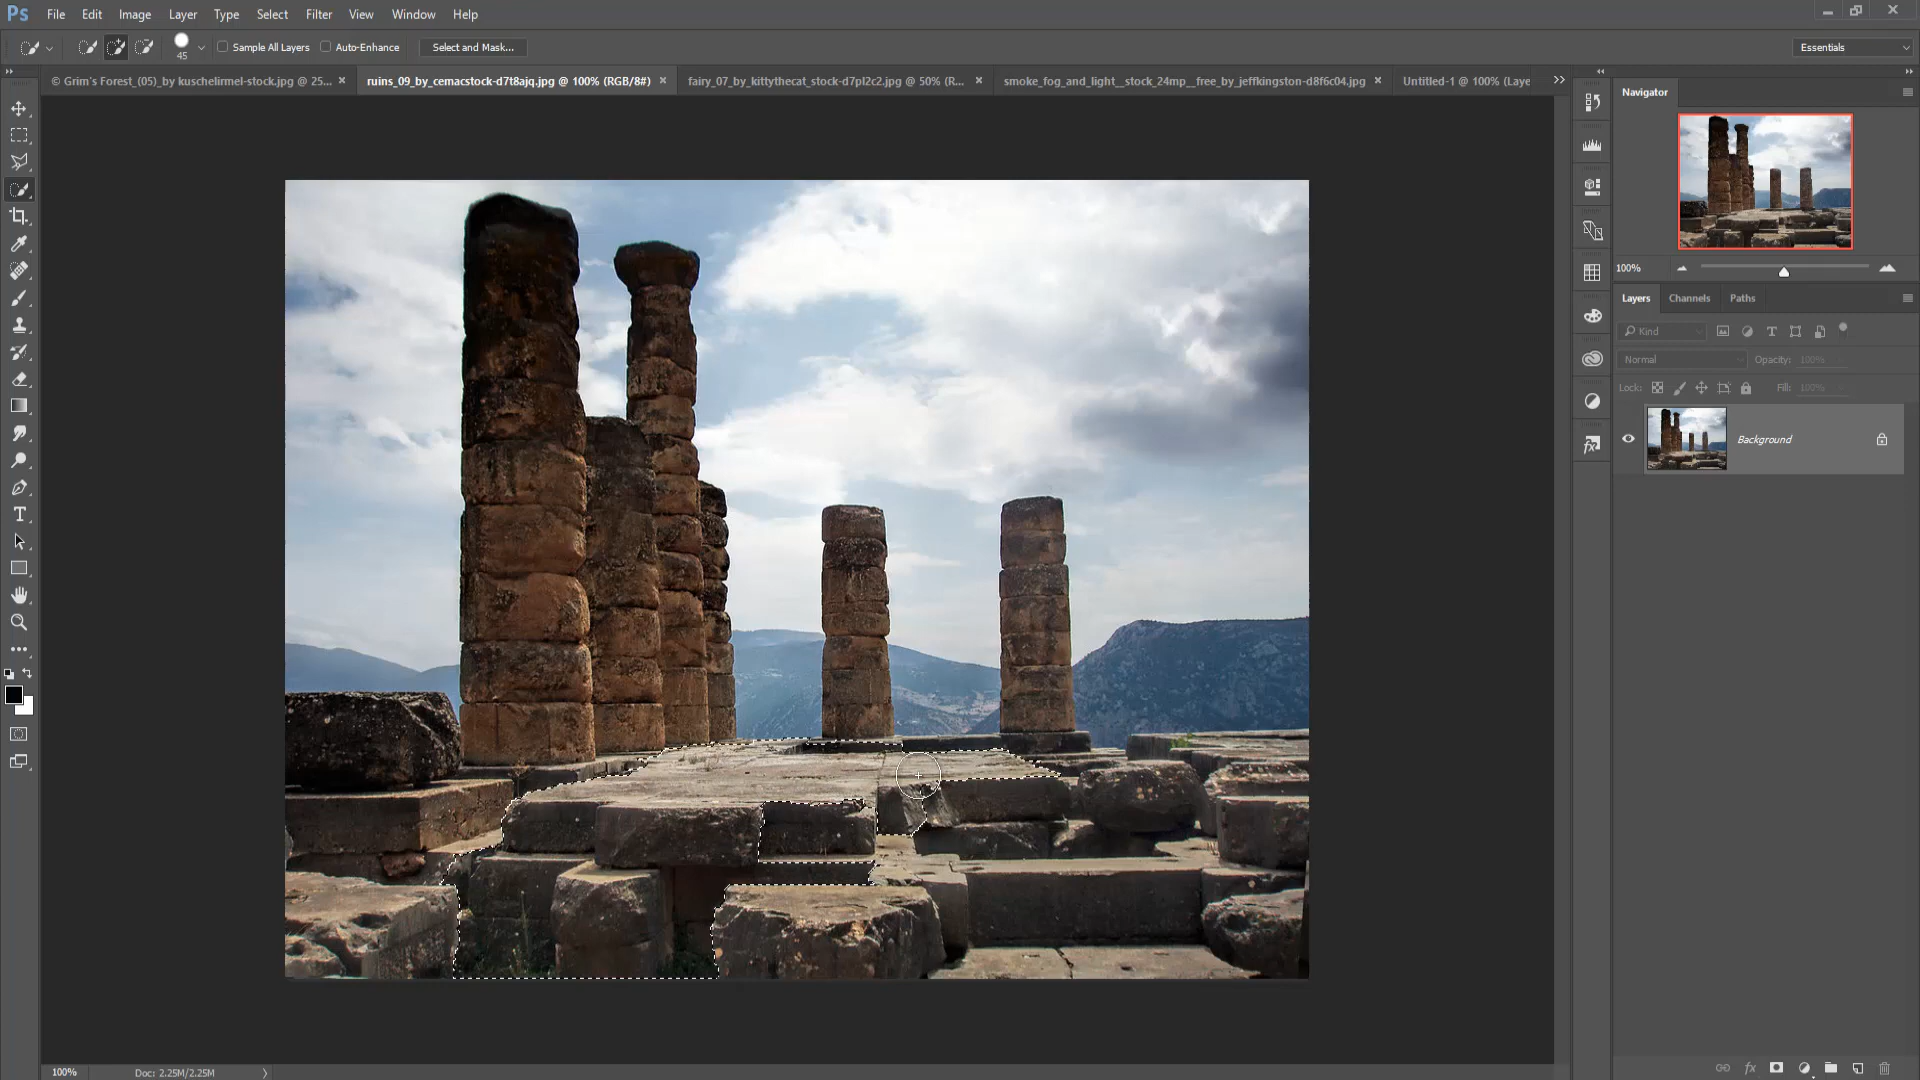 Ps File Edit Image Layer Type Select Filter View Window Help
45 Sample All Layers Auto-Enhance Select and Mask... Essentials
© Grim's Forest_(05)_by kuschelirmel-stock.jpg @ 25... × ruins_09_by_cemacstock-d7t8ajq.jpg @ 100% (RGB/8#) × fairy_07_by_kittythecat_stock-d7pl2c2.jpg @ 50% (R... × smoke_fog_and_light__stock_24mp__free_by_jeffkingston-d8f6c04.jpg × Untitled-1 @ 100% (Laye
Navigator
100%
Layers Channels Paths
Kind
Normal Opacity: 100%
Lock: Fill: 100%
Background
fx
100% Doc: 2.25M/2.25M